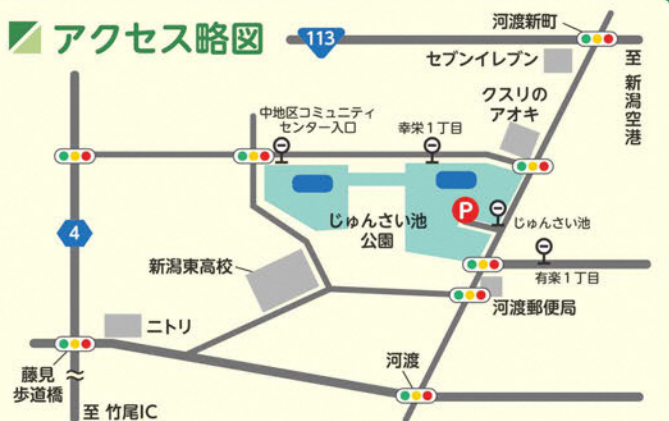 アクセス略図
113
河渡新町
セブンイレブン
至 新潟空港
クスリの
アオキ
中地区コミュニティ
センター入口
幸栄1丁目
P
じゅんさい池
じゅんさい池
公園
4
新潟東高校
有楽1丁目
河渡郵便局
ニトリ
藤見
歩道橋
河渡
至 竹尾IC